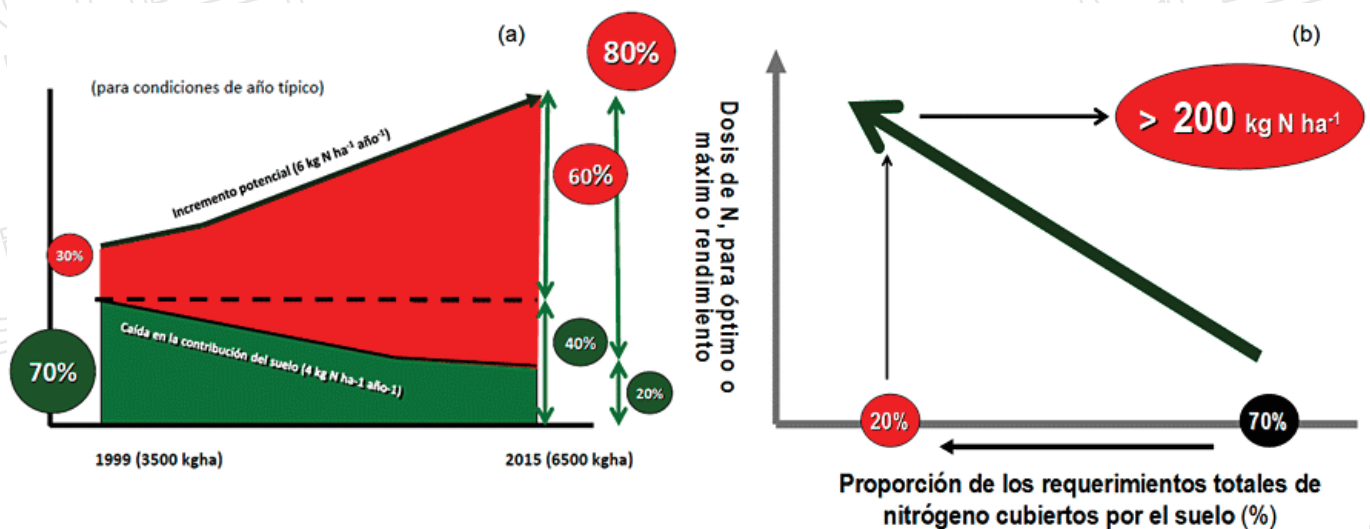 (a)
80%
(para condiciones de año típico)
Incremento potencial (6 kg N ha⁻¹ año⁻¹)
60%
30%
Caída en la contribución del suelo (4 kg N ha-1 año-1)
40%
70%
20%
1999 (3500 kgha)
2015 (6500 kgha)
(b)
Dosis de N, para óptimo o
máximo rendimiento
> 200 kg N ha⁻¹
20%
70%
Proporción de los requerimientos totales de
nitrógeno cubiertos por el suelo (%)